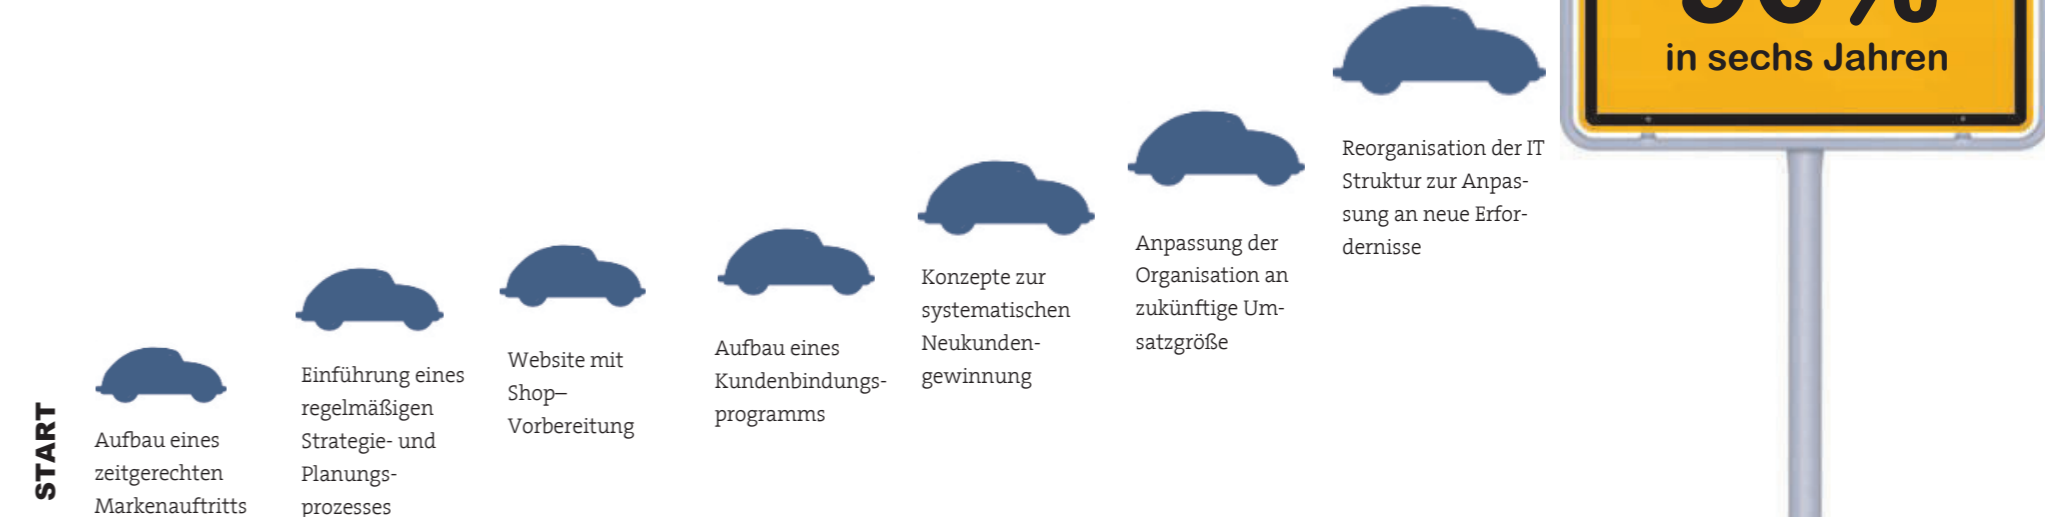 START
Aufbau eines
zeitgerechten
Markenauftritts
Einführung eines
regelmäßigen
Strategie- und
Planungs-
prozesses
Website mit
Shop–
Vorbereitung
Aufbau eines
Kundenbindungs-
programms
Konzepte zur
systematischen
Neukunden-
gewinnung
Anpassung der
Organisation an
zukünftige Um-
satzgröße
Reorganisation der IT
Struktur zur Anpas-
sung an neue Erfor-
dernisse
in sechs Jahren